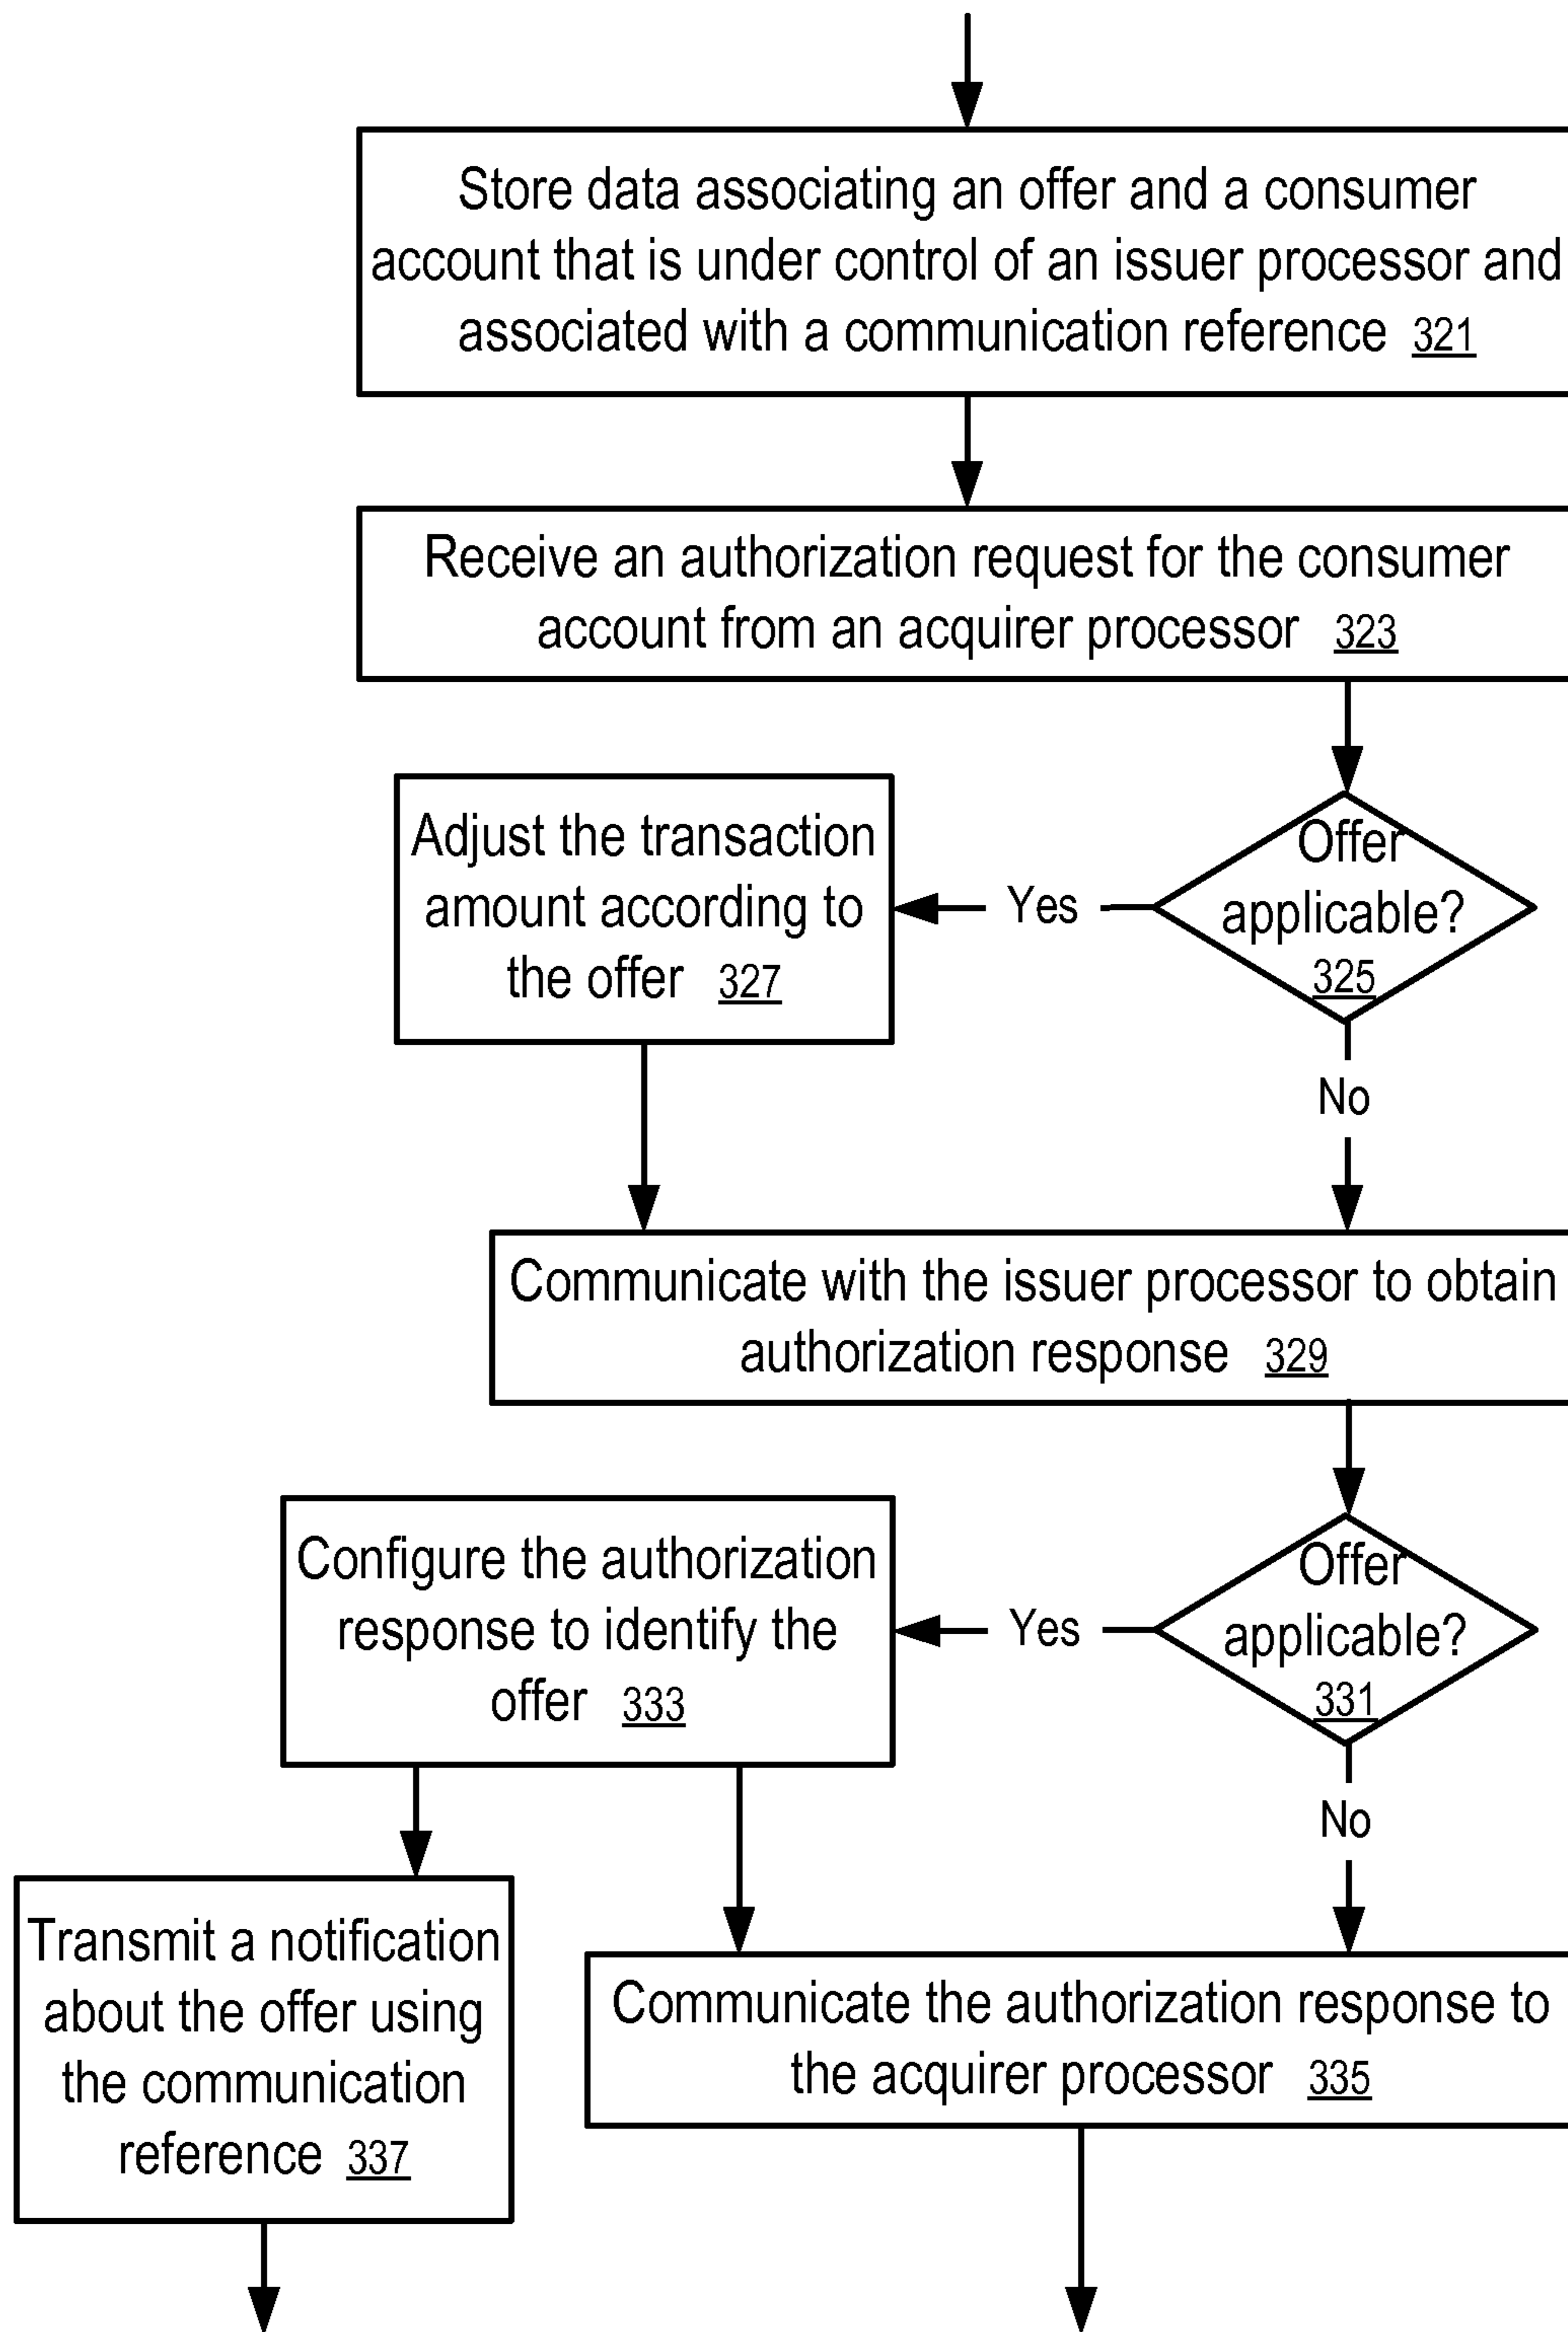 Store data associating an offer and a consumer
account that is under control of an issuer processor and
associated with a communication reference 321
Receive an authorization request for the consumer
account from an acquirer processor 323
Adjust the transaction
amount according to
the offer 327
Yes
Offer
applicable?
325
No
Communicate with the issuer processor to obtain
authorization response 329
Configure the authorization
response to identify the
offer 333
Yes
Offer
applicable?
331
No
Transmit a notification
about the offer using
the communication
reference 337
Communicate the authorization response to
the acquirer processor 335